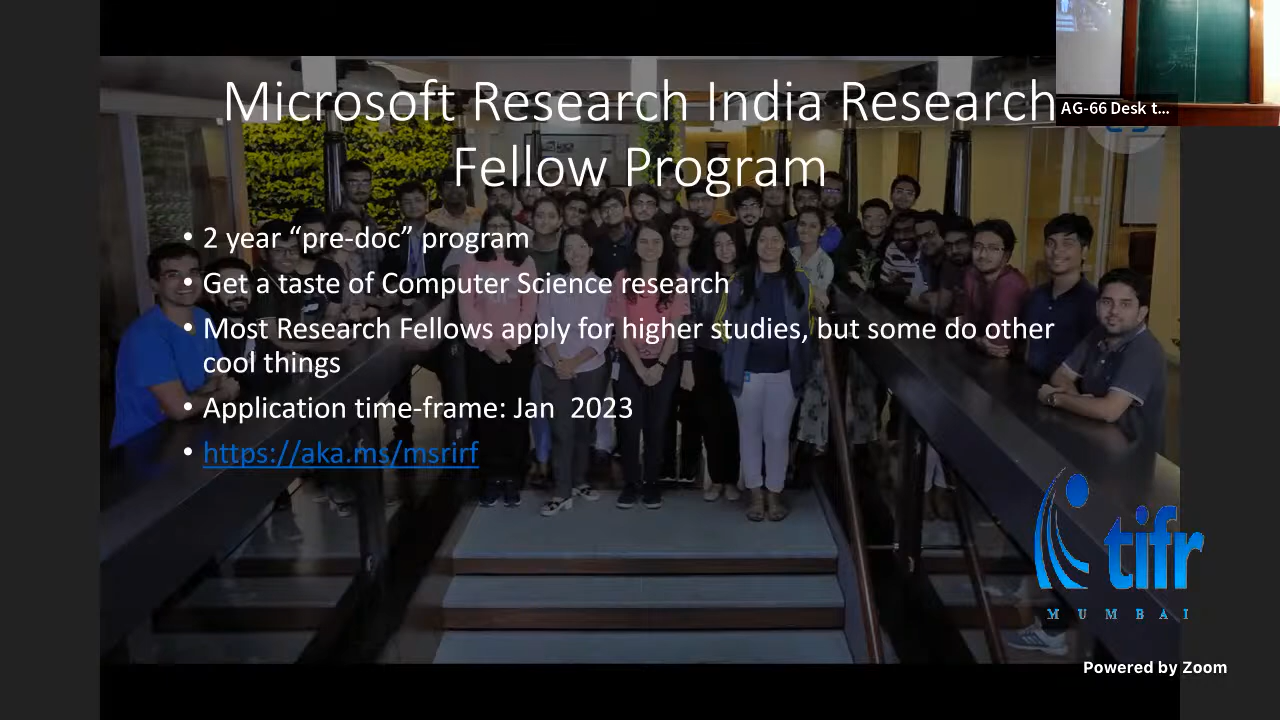 Microsoft Research India Research
Fellow Program
AG-66 Desk t...
• 2 year “pre-doc” program
• Get a taste of Computer Science research
• Most Research Fellows apply for higher studies, but some do other
cool things
• Application time-frame: Jan 2023
• https://aka.ms/msrirf
tifr
MUMBAI
Powered by Zoom